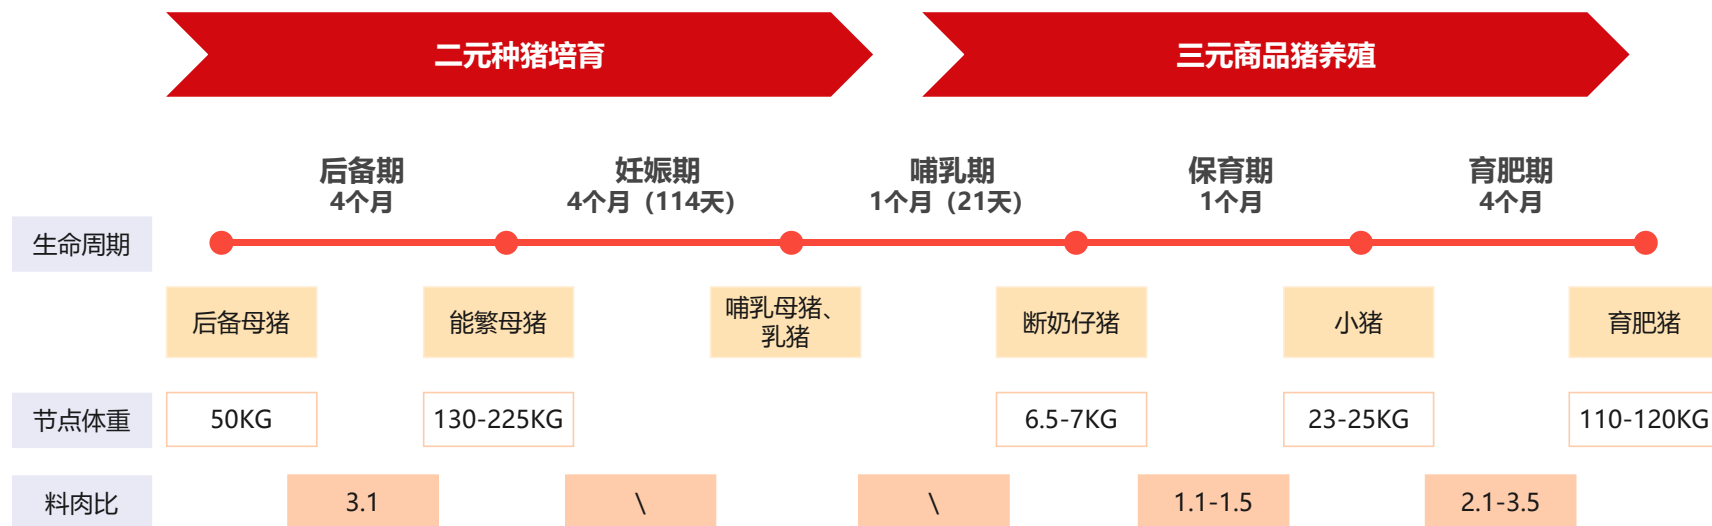 二元种猪培育
三元商品猪养殖
后备期
4个月
妊娠期
4个月（114天）
哺乳期
1个月（21天）
保育期
1个月
育肥期
4个月
生命周期
后备母猪
能繁母猪
哺乳母猪、
乳猪
断奶仔猪
小猪
育肥猪
节点体重
50KG
130-225KG
6.5-7KG
23-25KG
110-120KG
料肉比
3.1
\
\
1.1-1.5
2.1-3.5